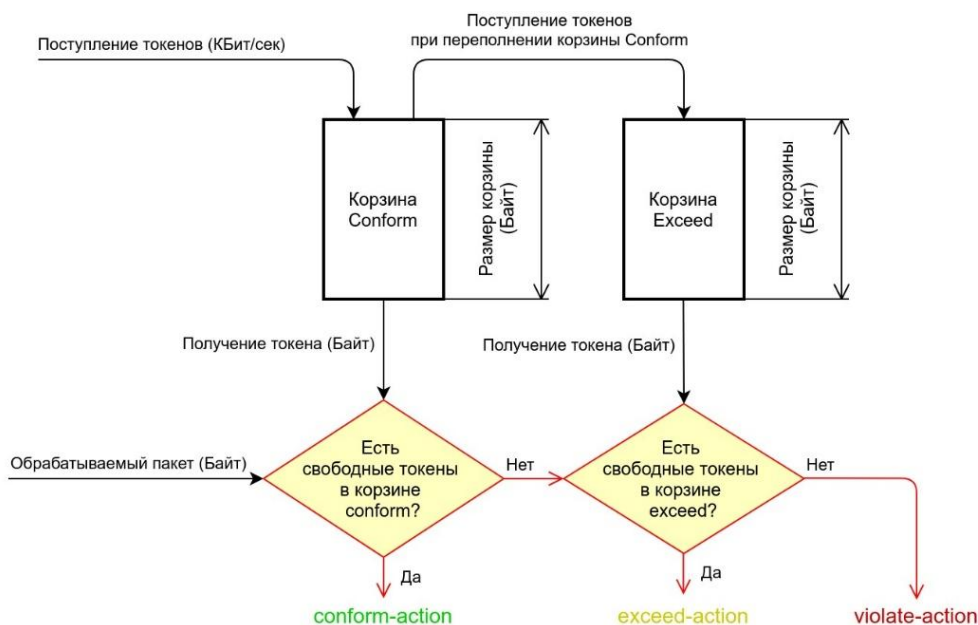 Поступление токенов (КБит/сек)
Поступление токенов
при переполнении корзины Conform
Корзина
Conform
Размер корзины
(Байт)
Корзина
Exceed
Размер корзины
(Байт)
Получение токена (Байт)
Получение токена (Байт)
Обрабатываемый пакет (Байт)
Есть
свободные токены
в корзине
conform?
Нет
Есть
свободные токены
в корзине
exceed?
Нет
Да
Да
conform-action
exceed-action
violate-action